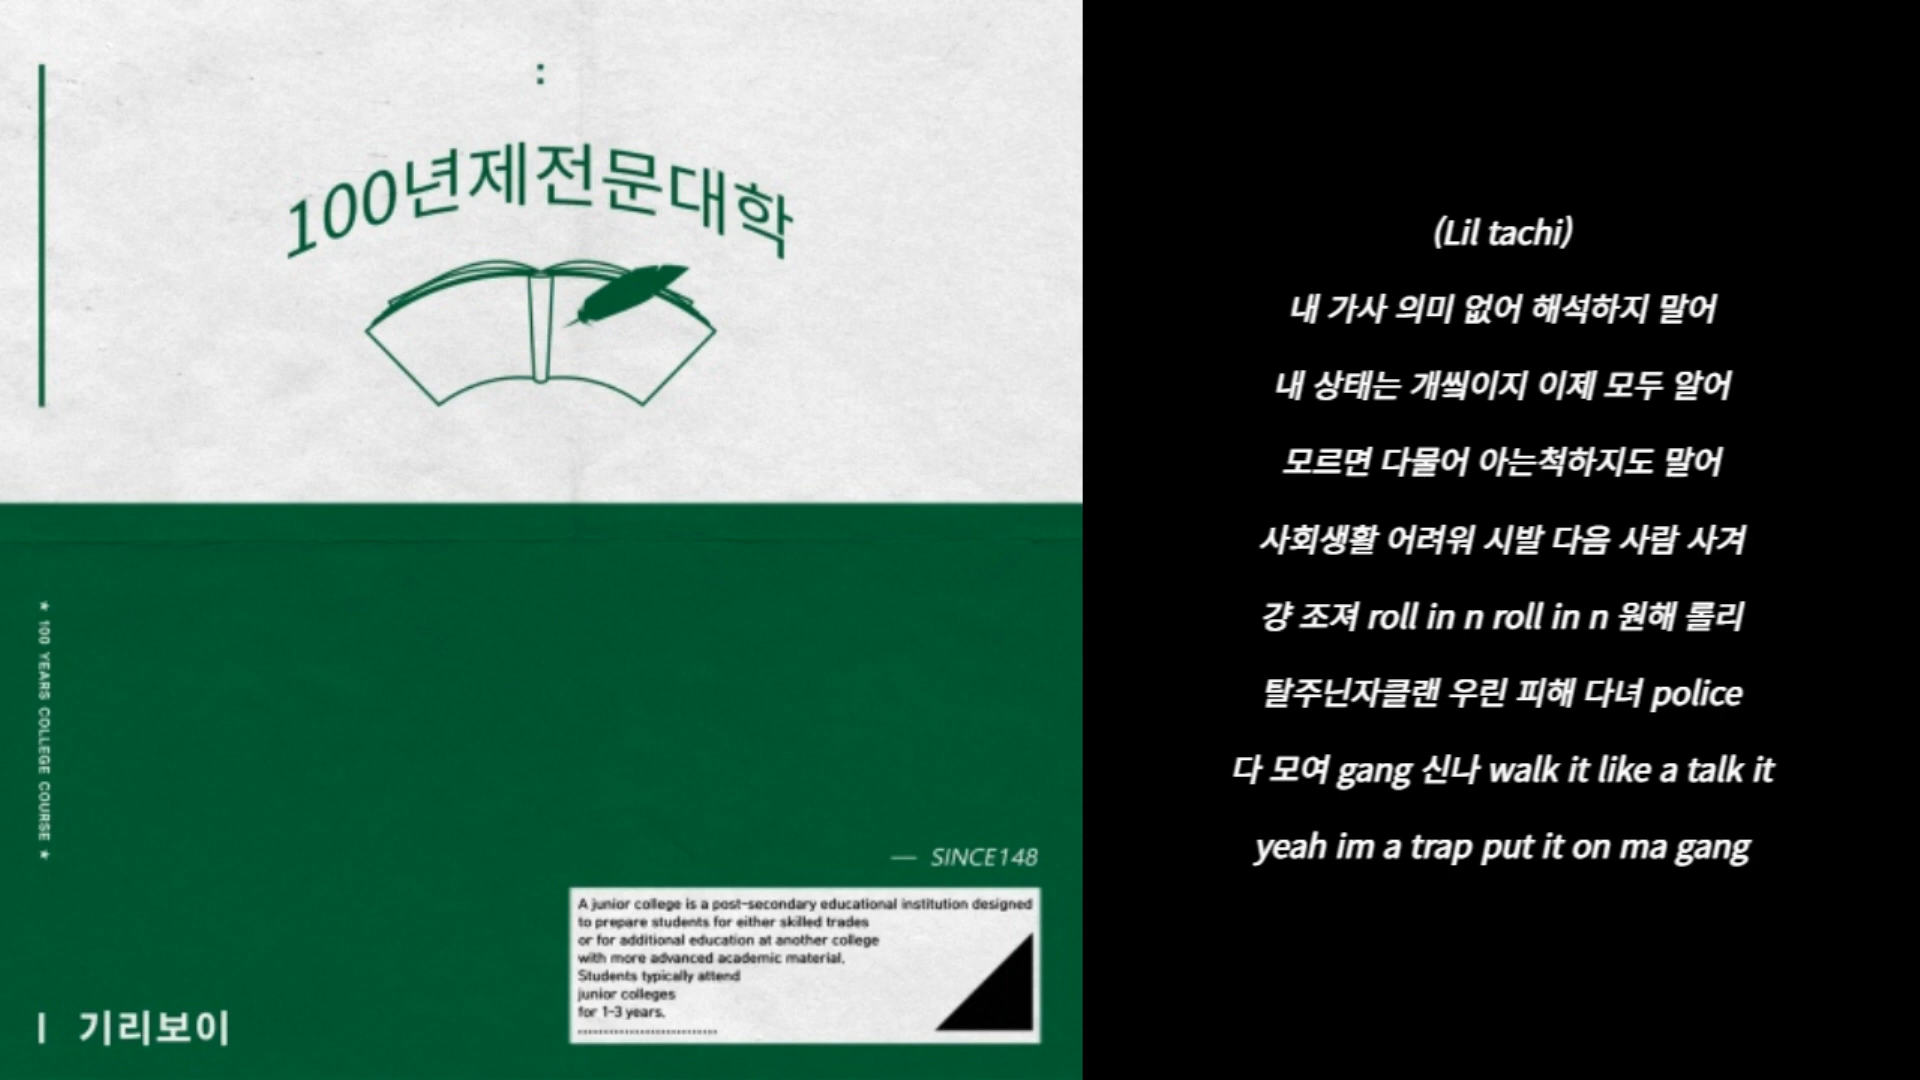 :
100년제전문대학
★ 100 YEARS COLLEGE COURSE ★
— SINCE148
A junior college is a post-secondary educational institution designed
to prepare students for either skilled trades
or for additional education at another college
with more advanced academic material.
Students typically attend
junior colleges
for 1-3 years.
| 기리보이
(Lil tachi)
내 가사 의미 없어 해석하지 말어
내 상태는 개씹이지 이제 모두 알어
모르면 다물어 아는척하지도 말어
사회생활 어려워 시발 다음 사람 사겨
걍 조져 roll in n roll in n 원해 롤리
탈주닌자클랜 우린 피해 다녀 police
다 모여 gang 신나 walk it like a talk it
yeah im a trap put it on ma gang